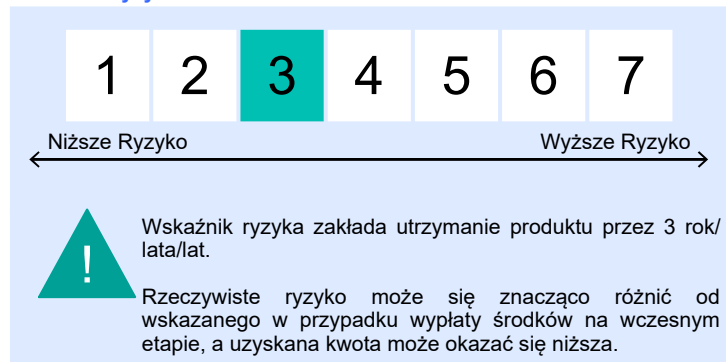 1 2 3 4 5 6 7
Niższe Ryzyko Wyższe Ryzyko
!
Wskaźnik ryzyka zakłada utrzymanie produktu przez 3 rok/
lata/lat.
Rzeczywiste ryzyko może się znacząco różnić od
wskazanego w przypadku wypłaty środków na wczesnym
etapie, a uzyskana kwota może okazać się niższa.